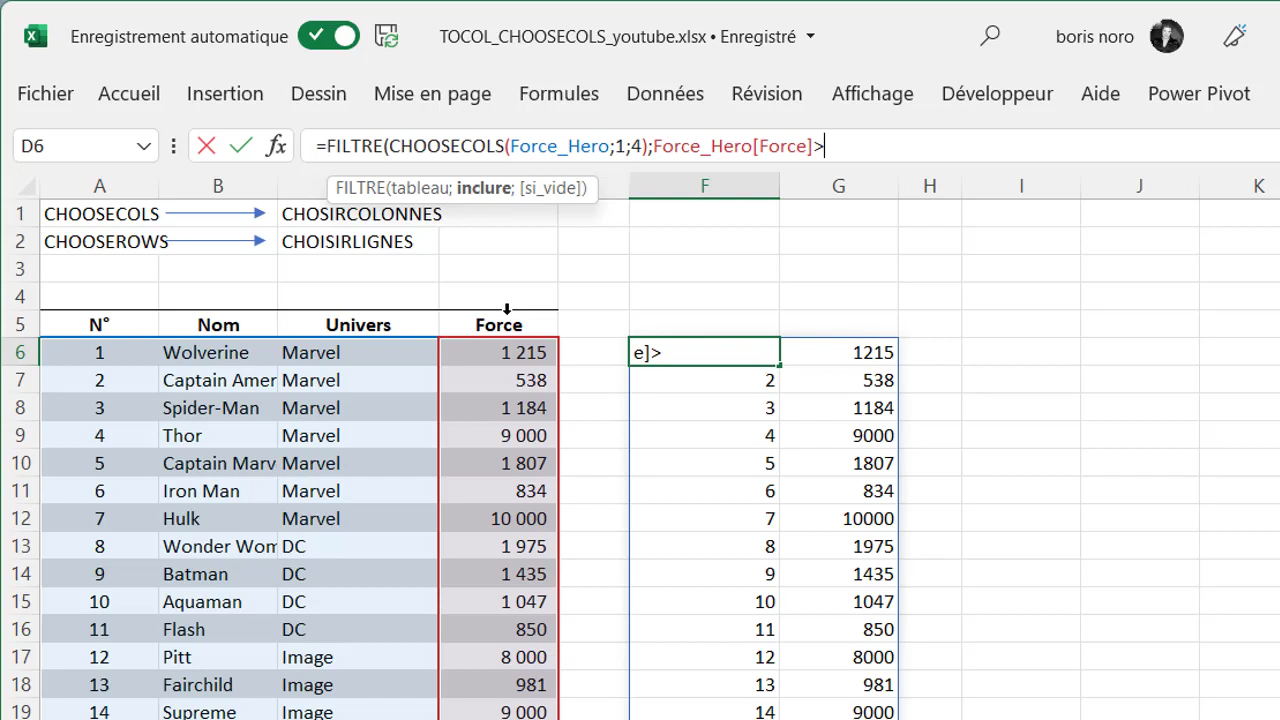 Enregistrement automatique TOCOL_CHOOSECOLS_youtube.xlsx • Enregistré boris noro
Fichier Accueil Insertion Dessin Mise en page Formules Données Révision Affichage Développeur Aide Power Pivot
D6 fx =FILTRE(CHOOSECOLS(Force_Hero;1;4);Force_Hero[Force]>
FILTRE(tableau; inclure; [si_vide])
A B F G H I J K
1 CHOOSECOLS CHOSIRCOLONNES
2 CHOOSEROWS CHOISIRLIGNES
3
4
5 N° Nom Univers Force
6 1 Wolverine Marvel 1 215 e]> 1215
7 2 Captain Amer Marvel 538 2 538
8 3 Spider-Man Marvel 1 184 3 1184
9 4 Thor Marvel 9 000 4 9000
10 5 Captain Marv Marvel 1 807 5 1807
11 6 Iron Man Marvel 834 6 834
12 7 Hulk Marvel 10 000 7 10000
13 8 Wonder Wom DC 1 975 8 1975
14 9 Batman DC 1 435 9 1435
15 10 Aquaman DC 1 047 10 1047
16 11 Flash DC 850 11 850
17 12 Pitt Image 8 000 12 8000
18 13 Fairchild Image 981 13 981
19 14 Supreme Image 9 000 14 9000